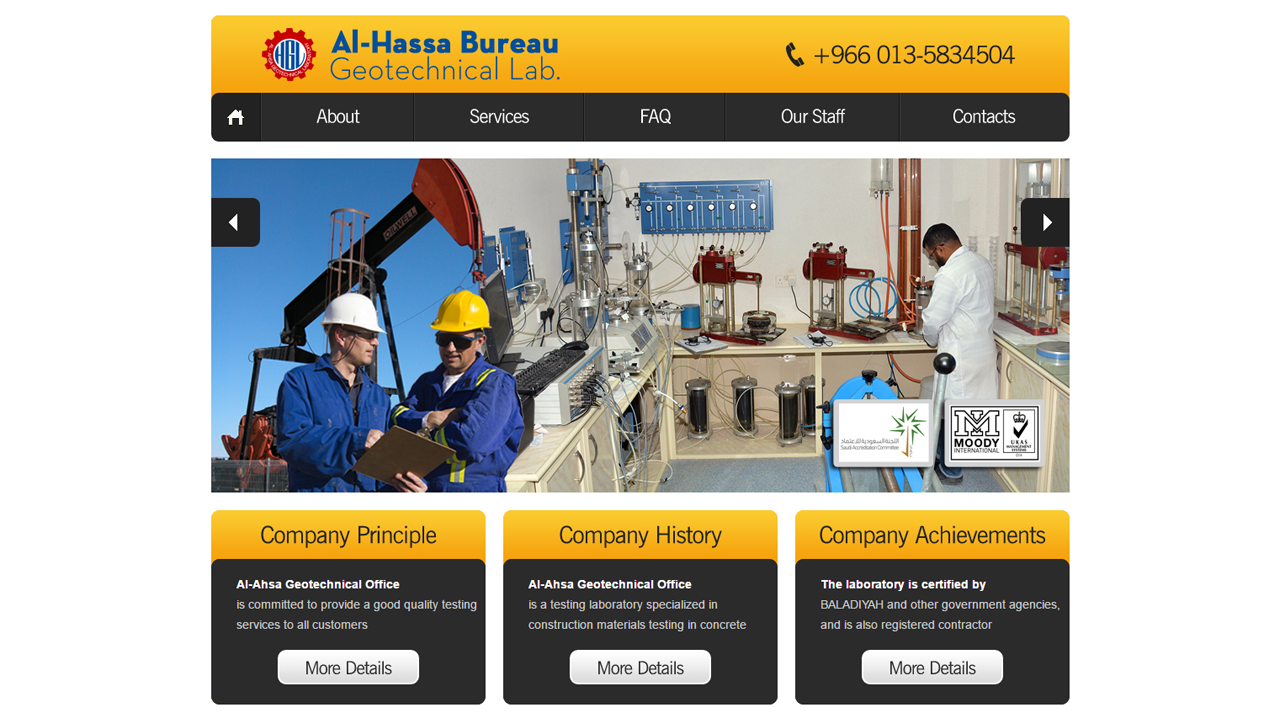 HGL
Al-Hassa Bureau
Geotechnical Lab.
+966 013-5834504
About
Services
FAQ
Our Staff
Contacts
OILWELL
اللجنة السعودية للاعتماد
Saudi Accreditation Committee
MOODY
INTERNATIONAL
UKAS
MANAGEMENT
SYSTEMS
Company Principle
Company History
Company Achievements
Al-Ahsa Geotechnical Office
is committed to provide a good quality testing
services to all customers
Al-Ahsa Geotechnical Office
is a testing laboratory specialized in
construction materials testing in concrete
The laboratory is certified by
BALADIYAH and other government agencies,
and is also registered contractor
More Details
More Details
More Details